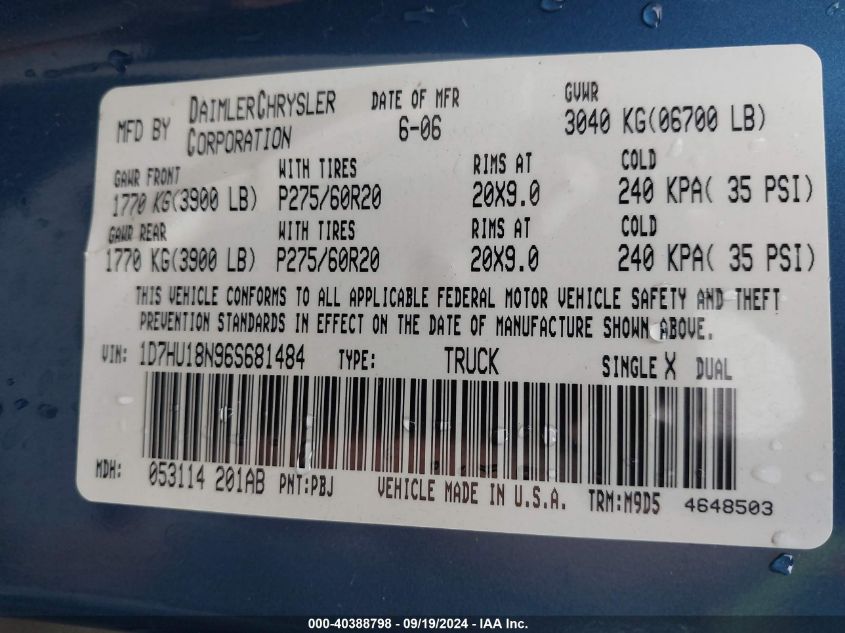 MFD BY DAIMLERCHRYSLER CORPORATION DATE OF MFR 6-06 GVWR 3040 KG(06700 LB)
GAWR FRONT WITH TIRES RIMS AT COLD
1770 KG(3900 LB) P275/60R20 20X9.0 240 KPA( 35 PSI)
GAWR REAR WITH TIRES RIMS AT COLD
1770 KG(3900 LB) P275/60R20 20X9.0 240 KPA( 35 PSI)
THIS VEHICLE CONFORMS TO ALL APPLICABLE FEDERAL MOTOR VEHICLE SAFETY AND THEFT
PREVENTION STANDARDS IN EFFECT ON THE DATE OF MANUFACTURE SHOWN ABOVE.
VIN: 1D7HU18N96S681484 TYPE: TRUCK SINGLE X DUAL
MDH: 053114 201AB PNT:PBJ VEHICLE MADE IN U.S.A. TRM:M9D5 4648503
000-40388798 - 09/19/2024 - IAA Inc.